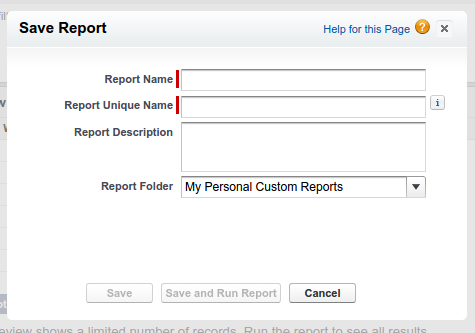 Save Report
Help for this Page ?
Report Name
Report Unique Name
i
Report Description
Report Folder
My Personal Custom Reports
Save
Save and Run Report
Cancel
eview shows a limited number of records. Run the report to see all results